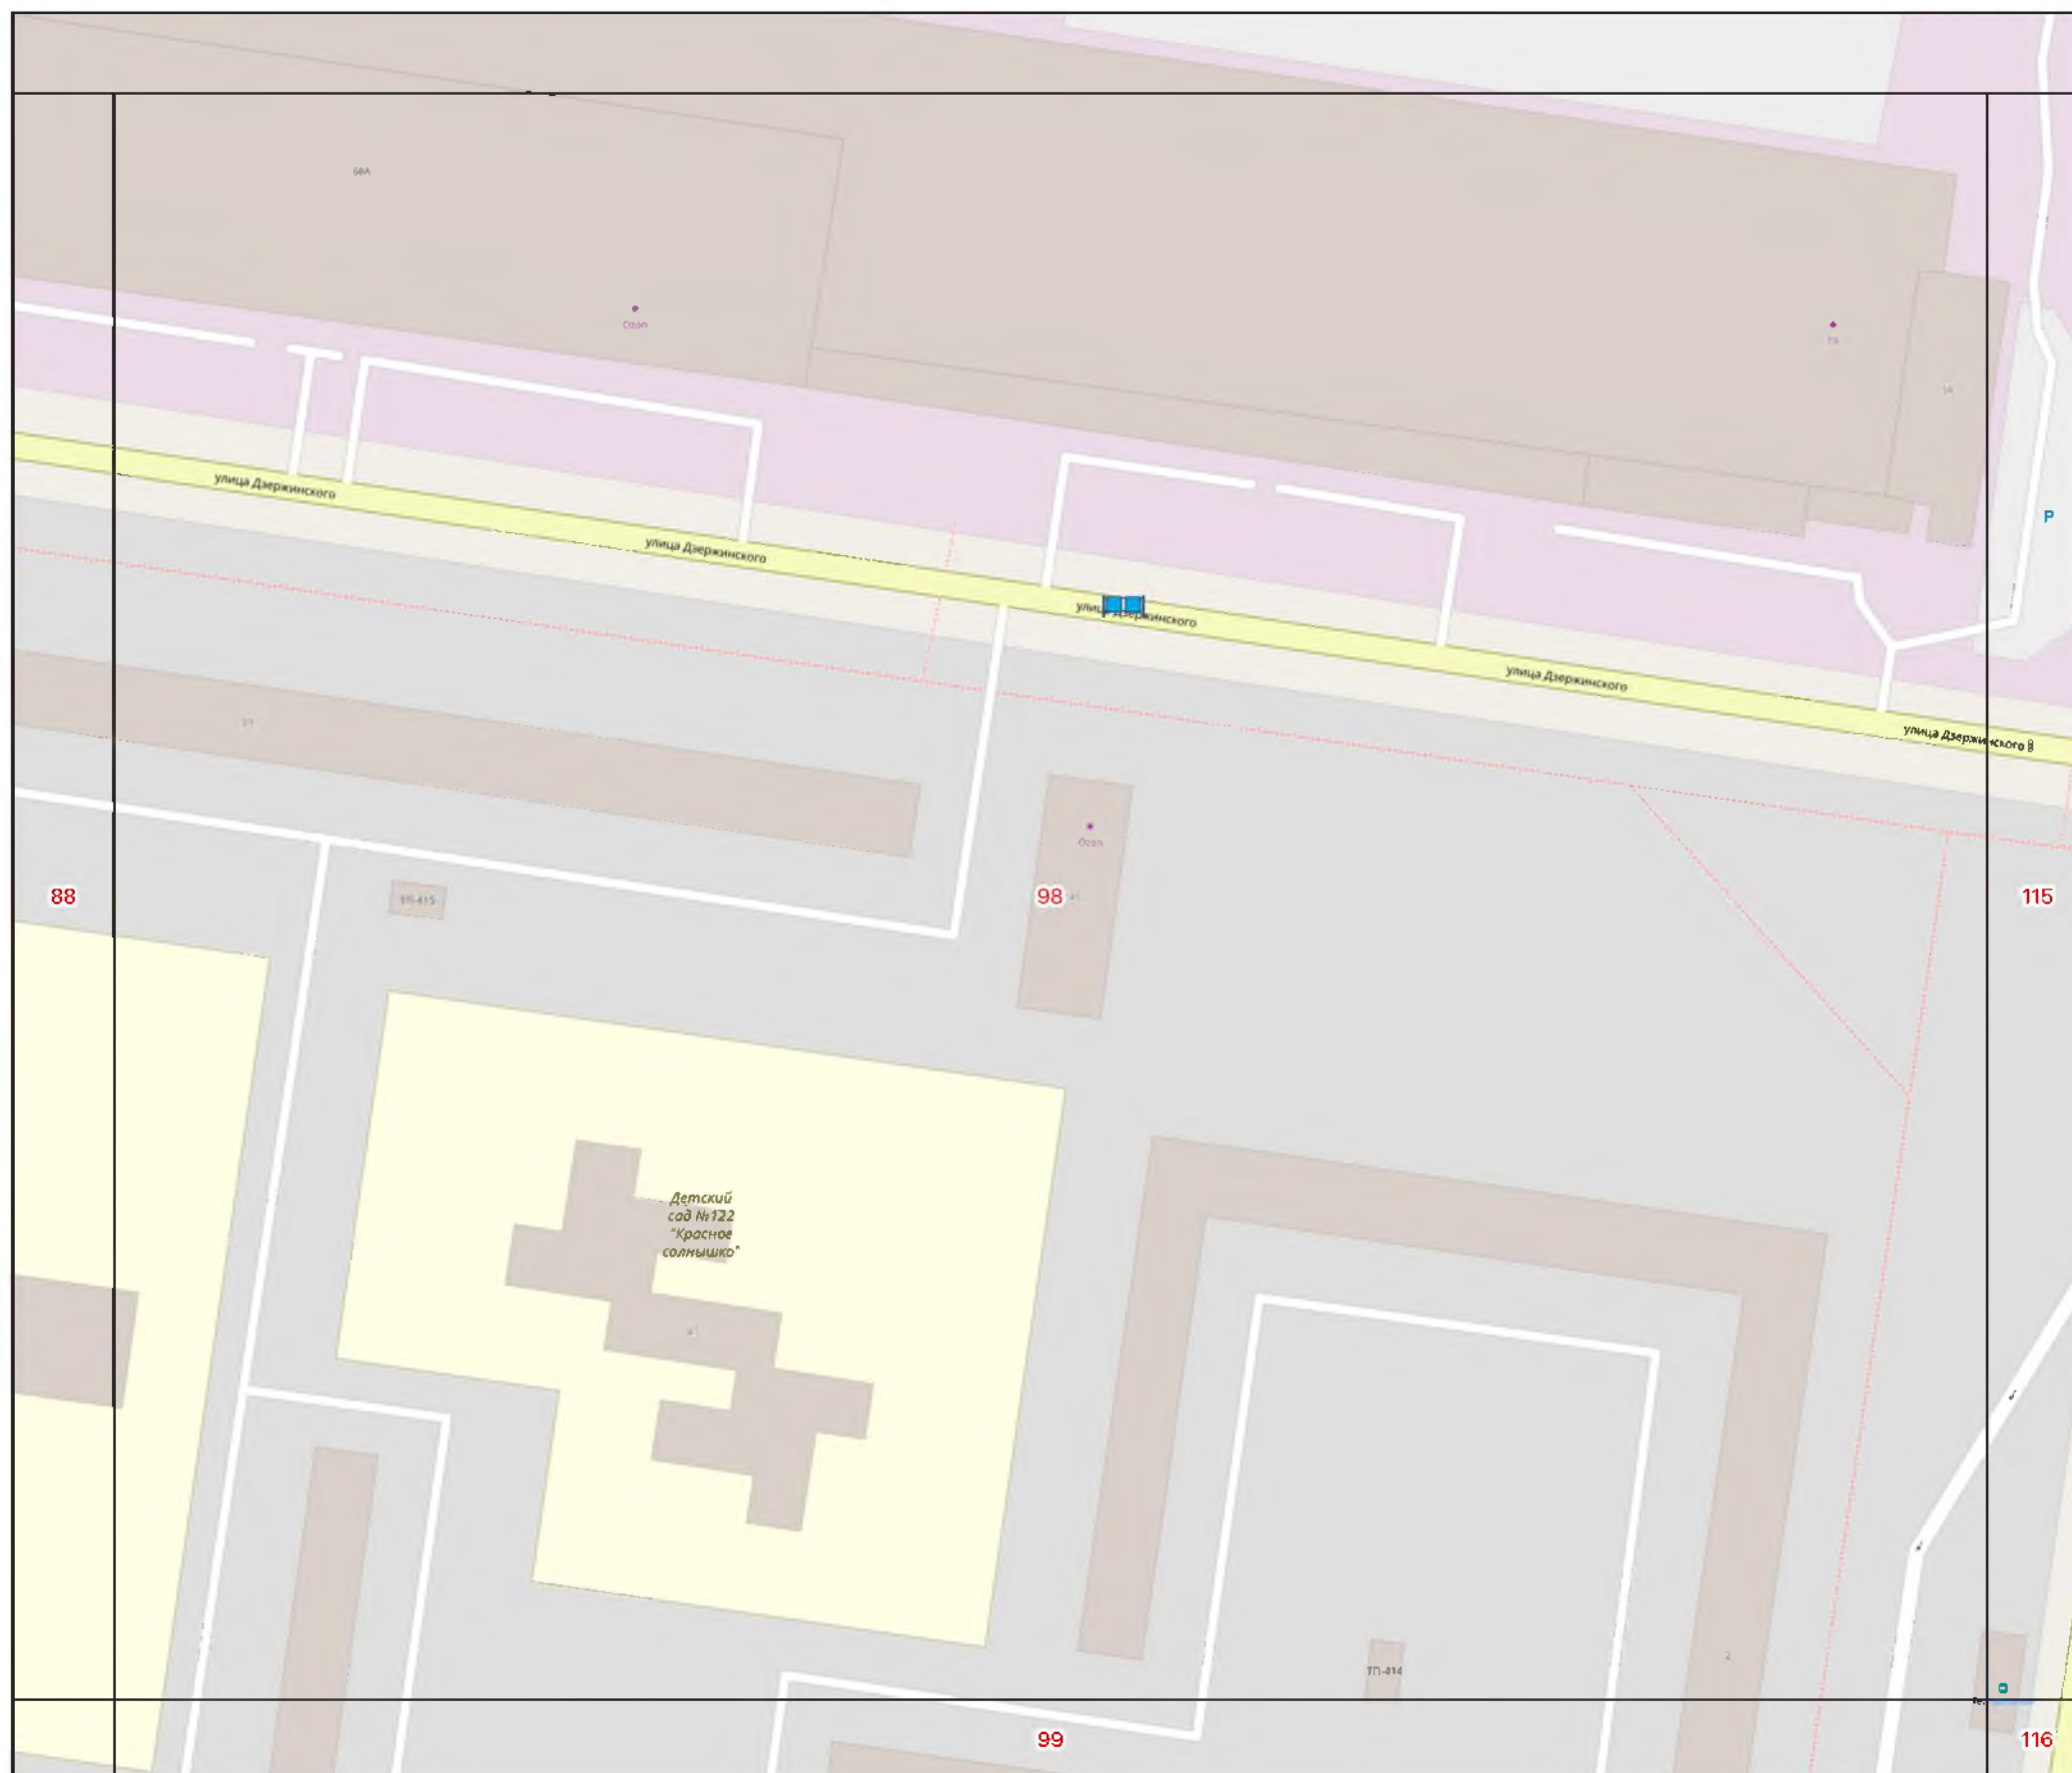 68А
Ozon
улица Дзержинского
улица Дзержинского
P
улица Дзержинского
улица Дзержинского
улица Дзержинского
Ozon
88
98
115
Детский
сад №122
"Красное
солнышко"
ТП-414
2
99
116